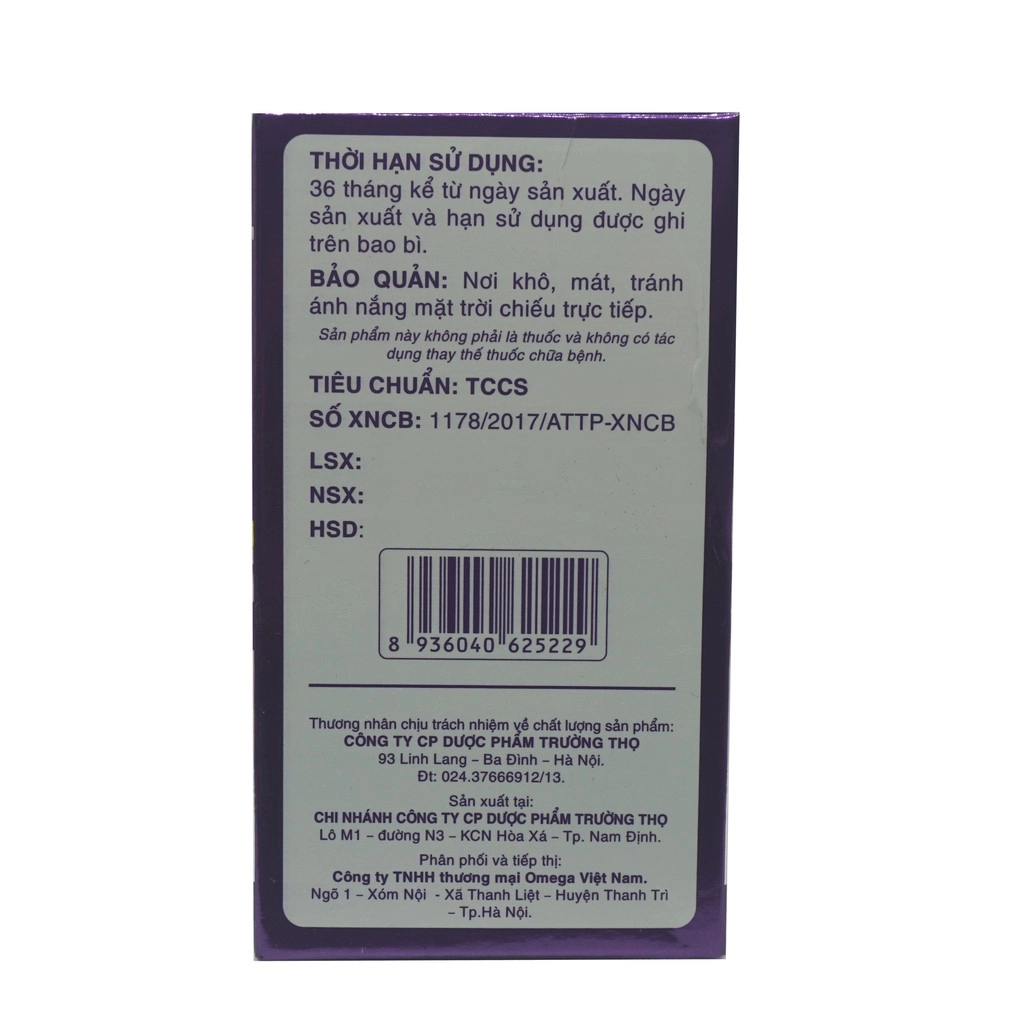 THỜI HẠN SỬ DỤNG:
36 tháng kể từ ngày sản xuất. Ngày
sản xuất và hạn sử dụng được ghi
trên bao bì.
BẢO QUẢN: Nơi khô, mát, tránh
ánh nắng mặt trời chiếu trực tiếp.
Sản phẩm này không phải là thuốc và không có tác
dụng thay thế thuốc chữa bệnh.
TIÊU CHUẨN: TCCS
SỐ XNCB: 1178/2017/ATTP-XNCB
LSX:
NSX:
HSD:
8 936040 625229
Thương nhân chịu trách nhiệm về chất lượng sản phẩm:
CÔNG TY CP DƯỢC PHẨM TRƯỜNG THỌ
93 Linh Lang – Ba Đình – Hà Nội.
Đt: 024.37666912/13.
Sản xuất tại:
CHI NHÁNH CÔNG TY CP DƯỢC PHẨM TRƯỜNG THỌ
Lô M1 – đường N3 – KCN Hòa Xá – Tp. Nam Định.
Phân phối và tiếp thị:
Công ty TNHH thương mại Omega Việt Nam.
Ngõ 1 – Xóm Nội - Xã Thanh Liệt – Huyện Thanh Trì
– Tp.Hà Nội.